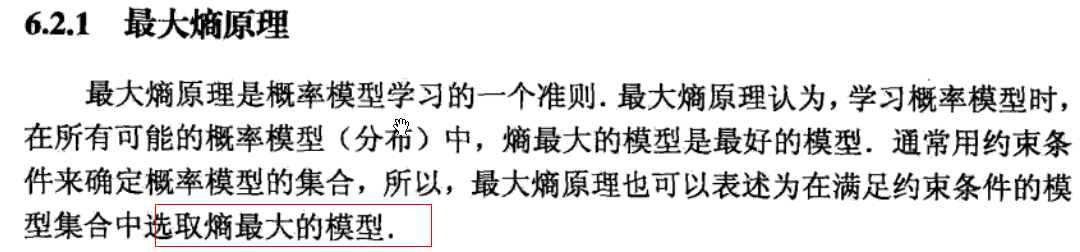 6.2.1 最大熵原理
最大熵原理是概率模型学习的一个准则．最大熵原理认为，学习概率模型时，
在所有可能的概率模型（分布）中，熵最大的模型是最好的模型．通常用约束条
件来确定概率模型的集合，所以，最大熵原理也可以表述为在满足约束条件的模
型集合中选取熵最大的模型．